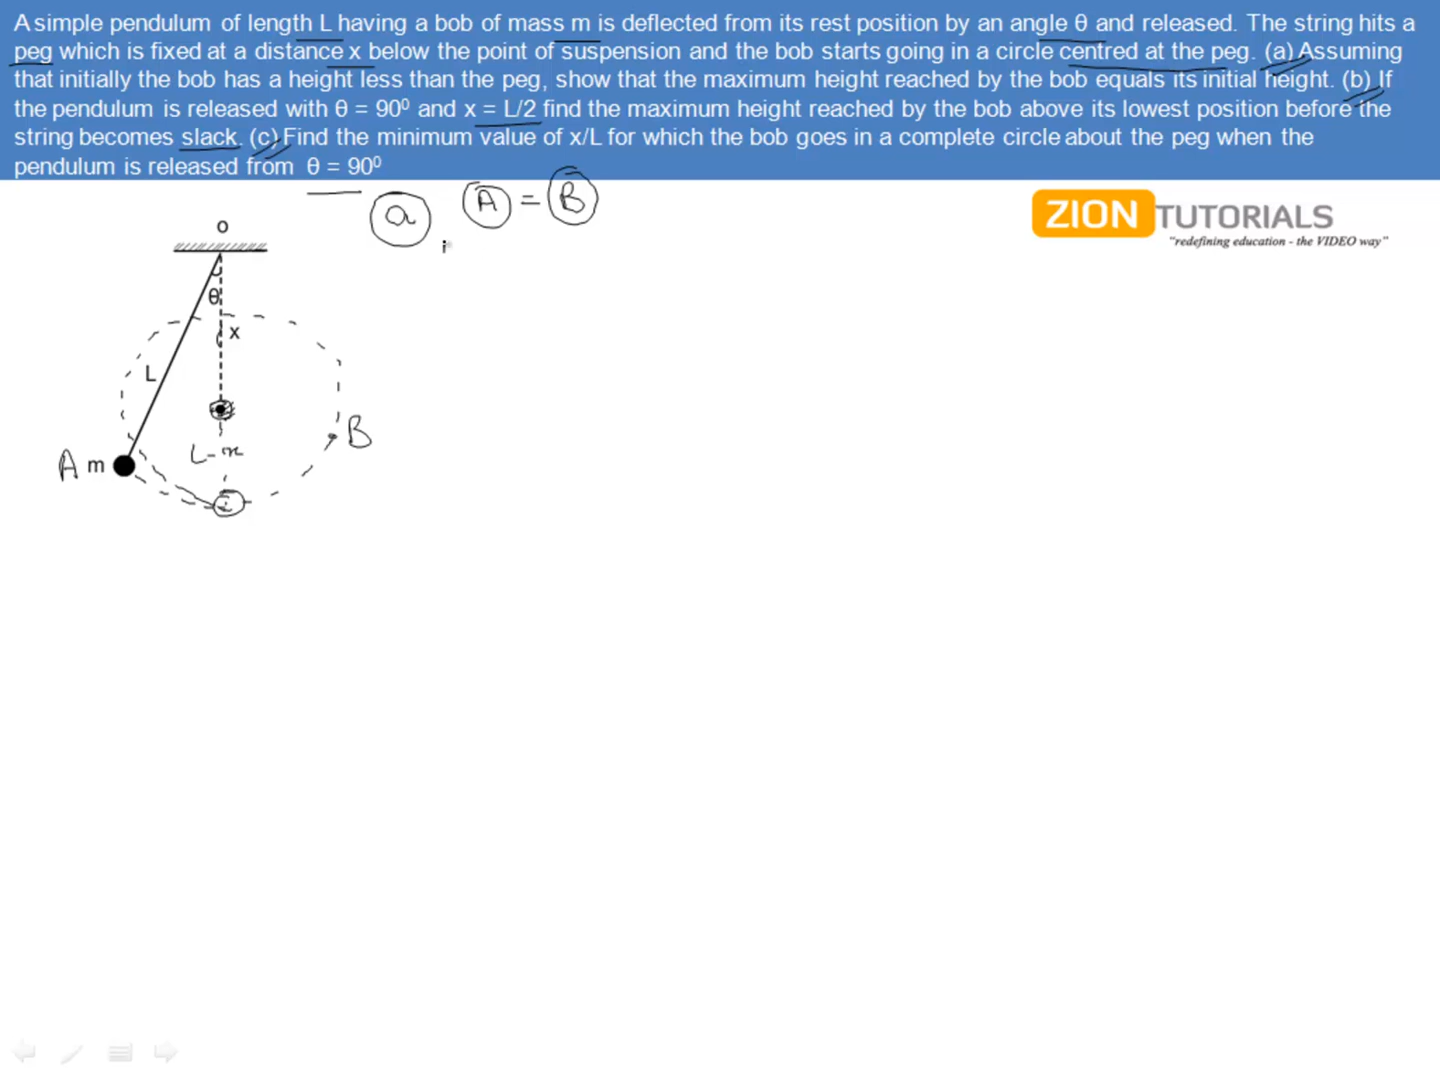 A simple pendulum of length L having a bob of mass m is deflected from its rest position by an angle θ and released. The string hits a
peg which is fixed at a distance x below the point of suspension and the bob starts going in a circle centred at the peg. (a) Assuming
that initially the bob has a height less than the peg, show that the maximum height reached by the bob equals its initial height. (b) If
the pendulum is released with θ = 90⁰ and x = L/2 find the maximum height reached by the bob above its lowest position before the
string becomes slack. (c) Find the minimum value of x/L for which the bob goes in a complete circle about the peg when the
pendulum is released from θ = 90⁰
a A = B
ZION TUTORIALS
"redefining education - the VIDEO way"
O
θ
x
L
B
L-x
A m